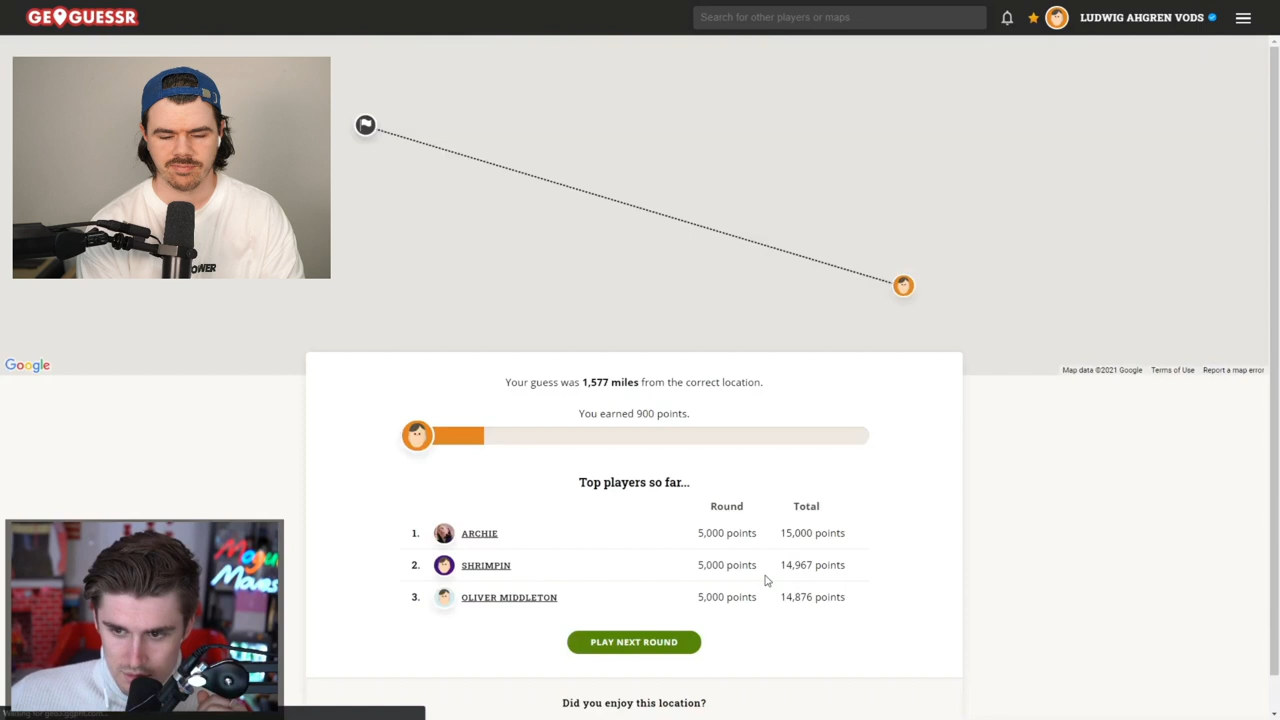 GEOGUESSR
Search for other players or maps
LUDWIG AHGREN VODS
OWER
Google
Map data ©2021 Google Terms of Use Report a map error
Your guess was 1,577 miles from the correct location.
You earned 900 points.
Top players so far...
Round Total
1. ARCHIE 5,000 points 15,000 points
2. SHRIMPIN 5,000 points 14,967 points
3. OLIVER MIDDLETON 5,000 points 14,876 points
PLAY NEXT ROUND
Did you enjoy this location?
Mogul
Moves